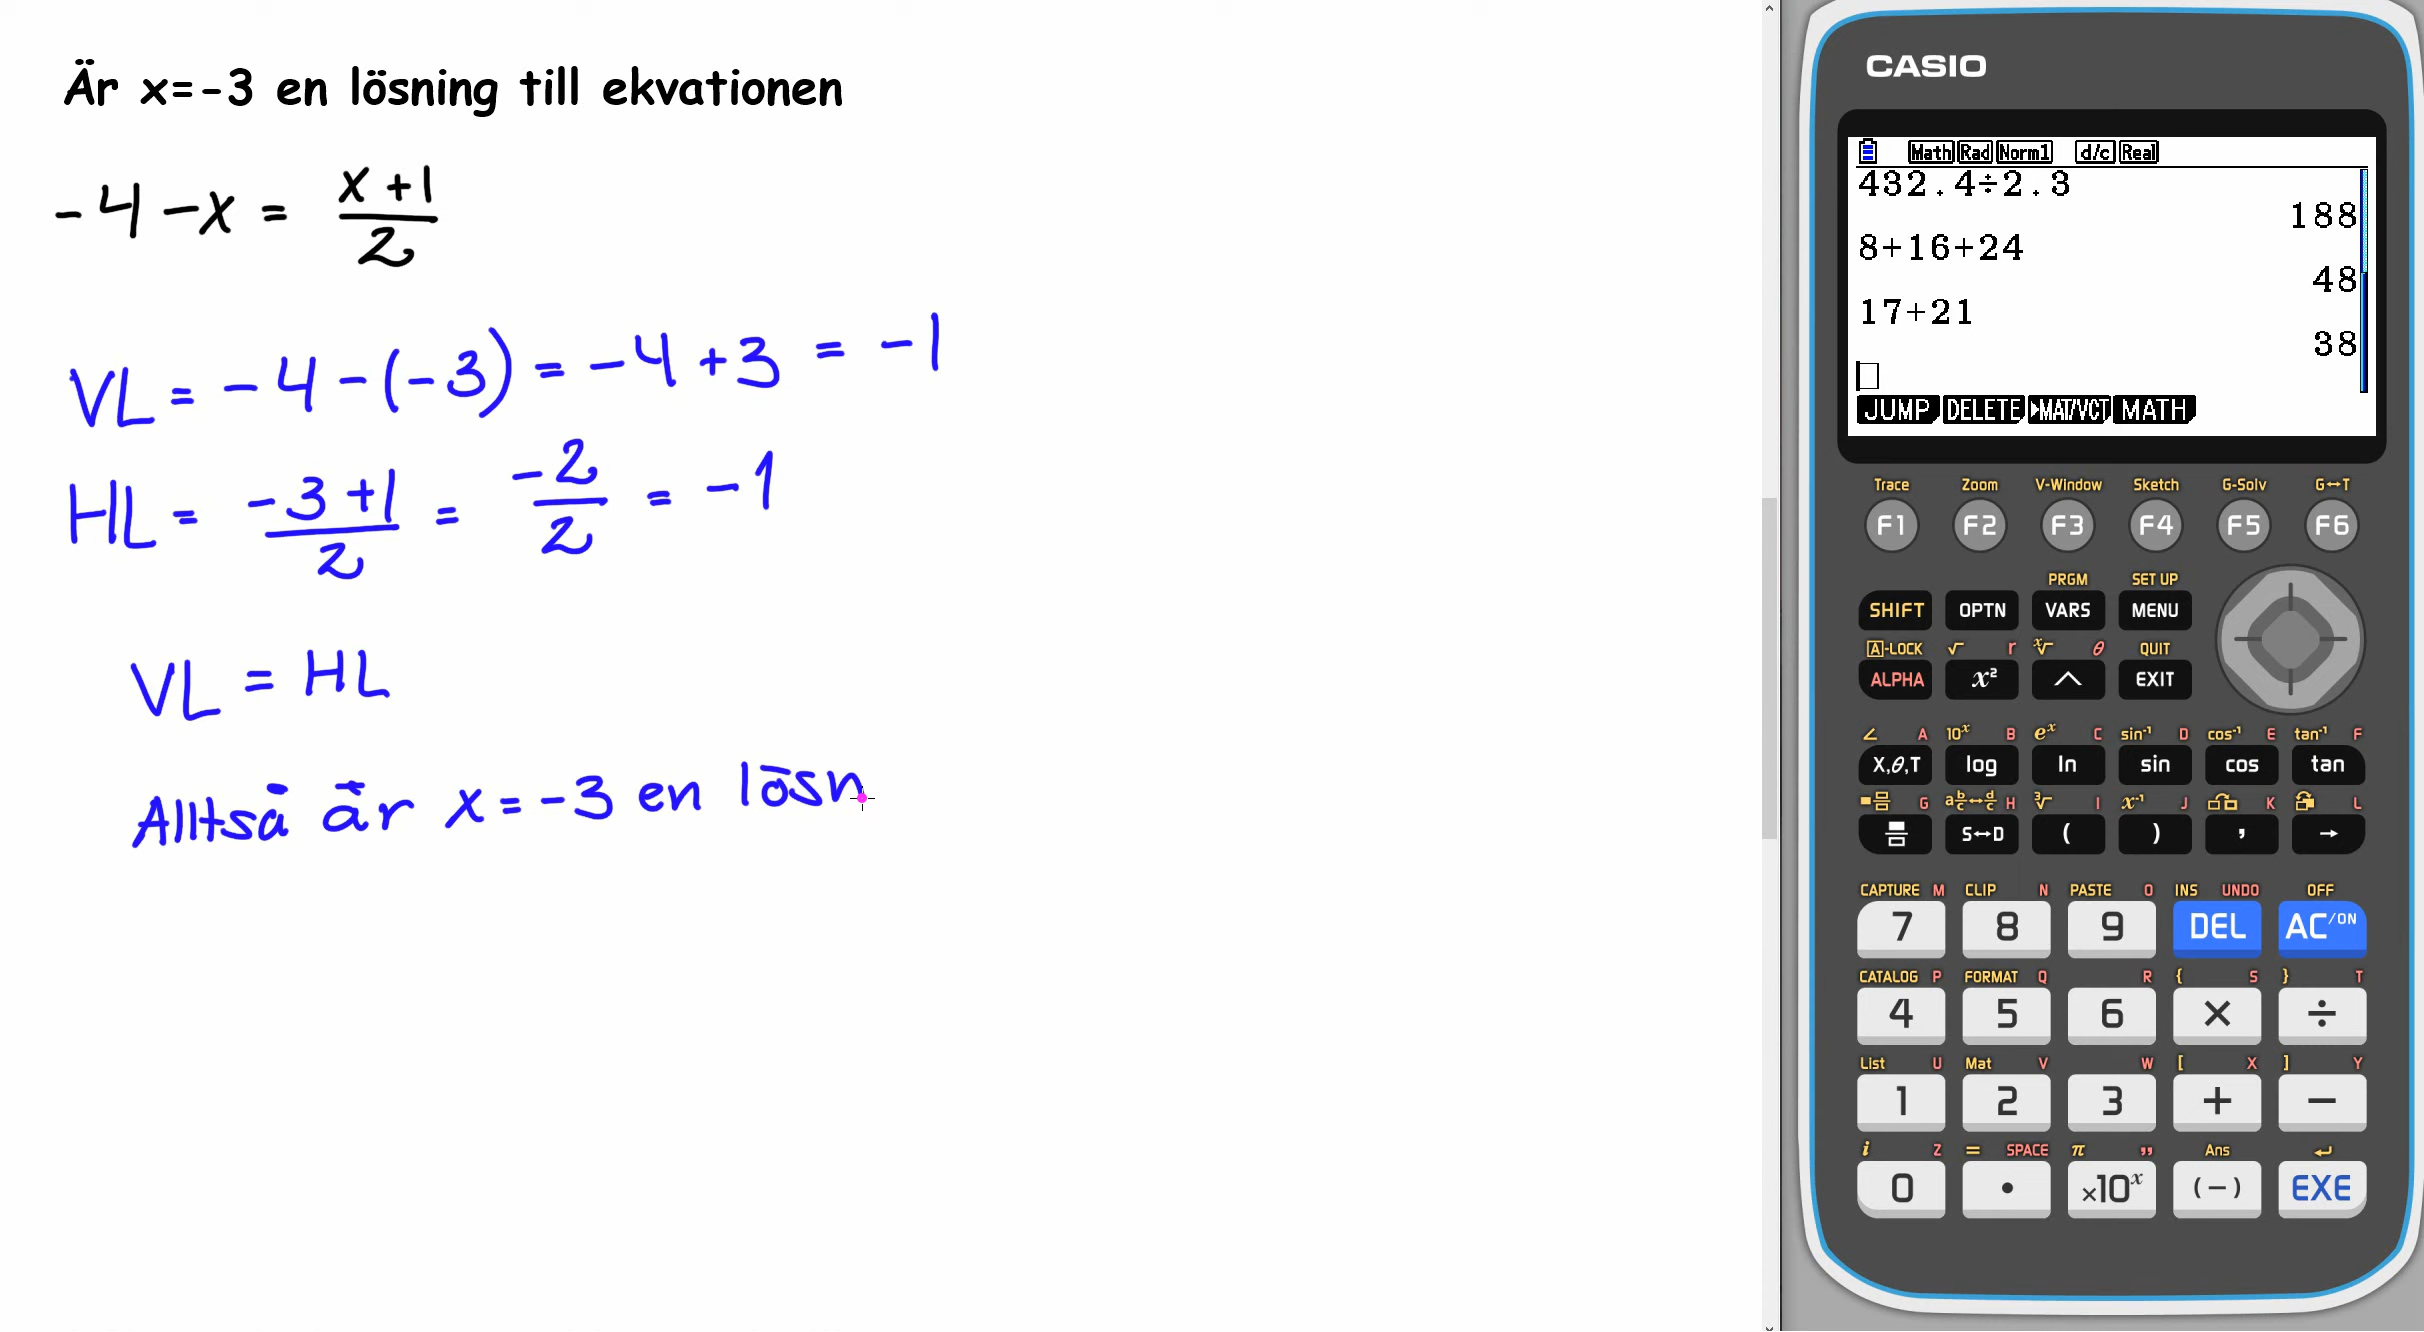 Är x=-3 en lösning till ekvationen
-4-x = (x+1)/2
VL = -4-(-3) = -4+3 = -1
HL = (-3+1)/2 = -2/2 = -1
VL = HL
Alltså är x=-3 en lösn
CASIO
Math Rad Norm1 d/c Real
432.4÷2.3
188
8+16+24
48
17+21
38
JUMP DELETE ▶MAT/VCT MATH
Trace Zoom V-Window Sketch G-Solv G↔T
F1 F2 F3 F4 F5 F6
PRGM SET UP
SHIFT OPTN VARS MENU
A-LOCK √ r ˣ√ θ QUIT
ALPHA x² ^ EXIT
∠ A 10ˣ B eˣ C sin⁻¹ D cos⁻¹ E tan⁻¹ F
X,θ,T log ln sin cos tan
G a b/c↔d/c H ³√ I x⁻¹ J K L
S↔D ( ) , →
CAPTURE M CLIP N PASTE O INS UNDO OFF
7 8 9 DEL AC/ON
CATALOG P FORMAT Q R { S } T
4 5 6 × ÷
List U Mat V W [ X ] Y
1 2 3 + −
i Z = SPACE π " Ans ↵
0 • ×10ˣ (−) EXE